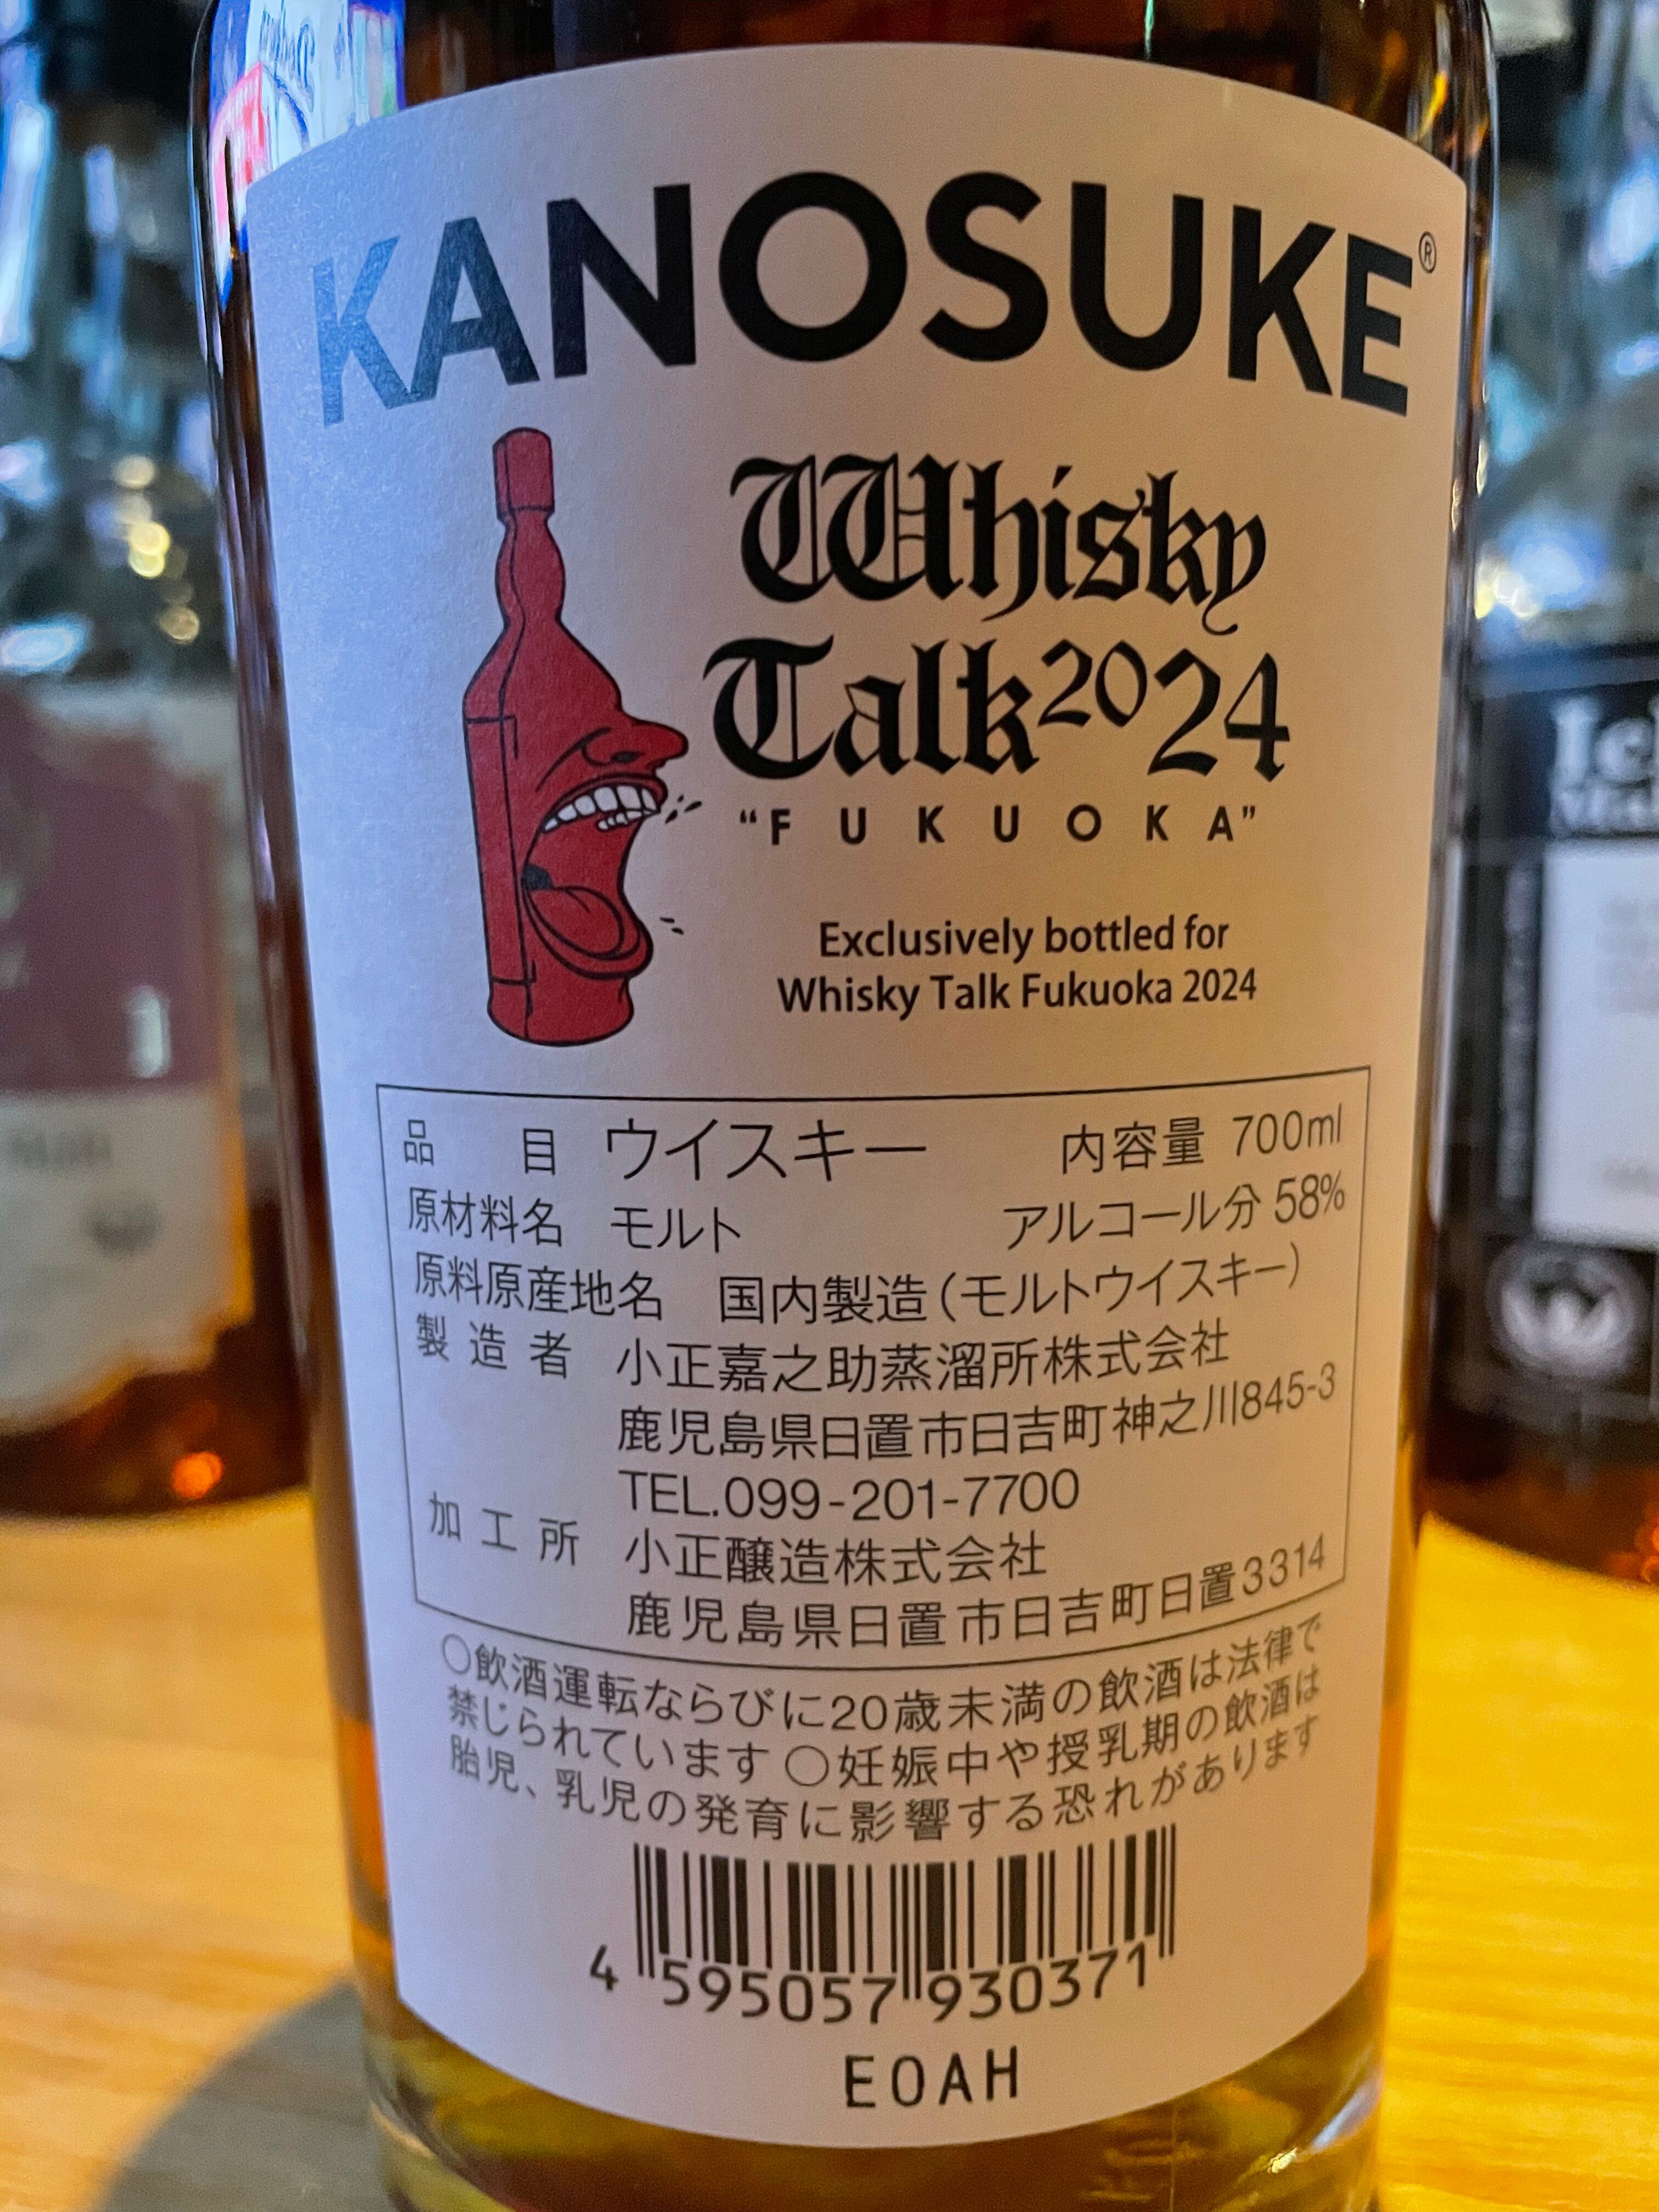 KANOSUKE®
Whisky
Talk 2024
"FUKUOKA"
Exclusively bottled for
Whisky Talk Fukuoka 2024
品目 ウイスキー 内容量 700ml
原材料名 モルト アルコール分 58%
原料原産地名 国内製造(モルトウイスキー)
製造者 小正嘉之助蒸溜所株式会社
鹿児島県日置市日吉町神之川845-3
TEL.099-201-7700
加工所 小正醸造株式会社
鹿児島県日置市日吉町日置3314
○飲酒運転ならびに20歳未満の飲酒は法律で
禁じられています ○妊娠中や授乳期の飲酒は
胎児、乳児の発育に影響する恐れがあります
4 595057 930371
EOAH